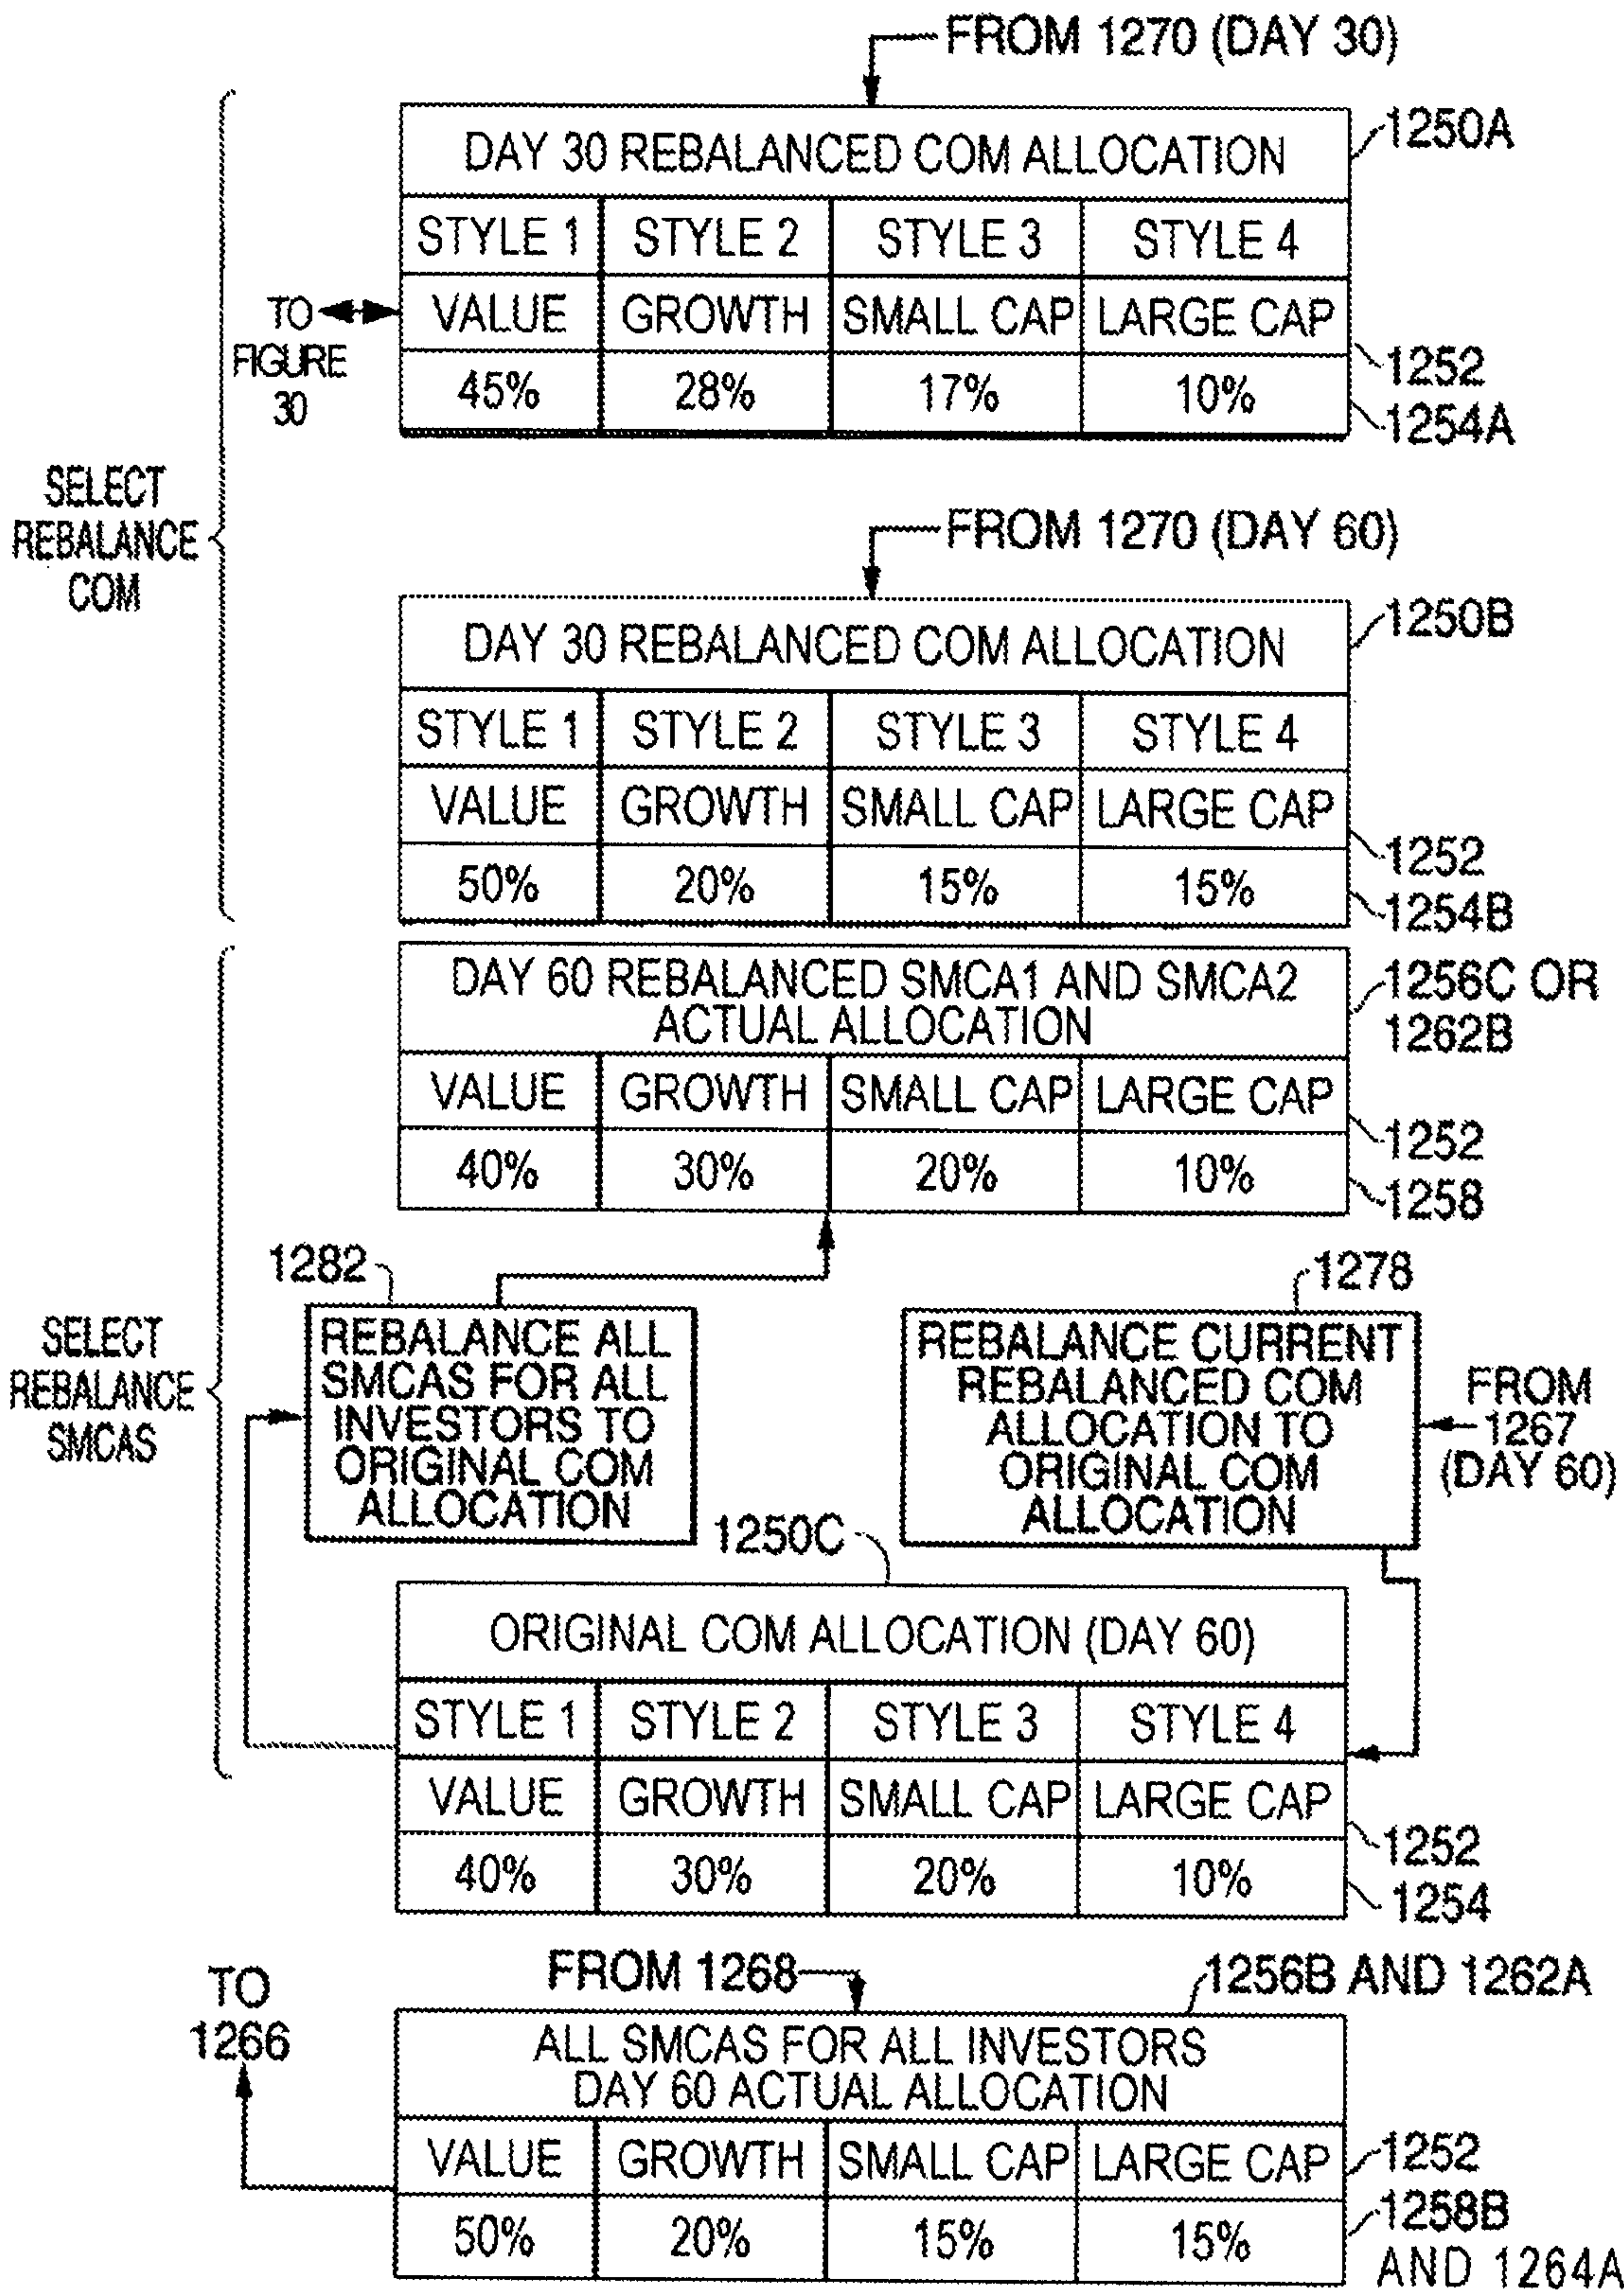 FROM 1270 (DAY 30)
DAY 30 REBALANCED COM ALLOCATION
1250A
STYLE 1 STYLE 2 STYLE 3 STYLE 4
VALUE GROWTH SMALL CAP LARGE CAP
1252
45% 28% 17% 10%
1254A
TO
FIGURE
30
SELECT
REBALANCE
COM
FROM 1270 (DAY 60)
DAY 30 REBALANCED COM ALLOCATION
1250B
STYLE 1 STYLE 2 STYLE 3 STYLE 4
VALUE GROWTH SMALL CAP LARGE CAP
1252
50% 20% 15% 15%
1254B
DAY 60 REBALANCED SMCA1 AND SMCA2
ACTUAL ALLOCATION
1256C OR
1262B
VALUE GROWTH SMALL CAP LARGE CAP
1252
40% 30% 20% 10%
1258
SELECT
REBALANCE
SMCAS
1282
REBALANCE ALL
SMCAS FOR ALL
INVESTORS TO
ORIGINAL COM
ALLOCATION
1278
REBALANCE CURRENT
REBALANCED COM
ALLOCATION TO
ORIGINAL COM
ALLOCATION
FROM
1267
(DAY 60)
1250C
ORIGINAL COM ALLOCATION (DAY 60)
STYLE 1 STYLE 2 STYLE 3 STYLE 4
VALUE GROWTH SMALL CAP LARGE CAP
1252
40% 30% 20% 10%
1254
TO
1266
FROM 1268
1256B AND 1262A
ALL SMCAS FOR ALL INVESTORS
DAY 60 ACTUAL ALLOCATION
VALUE GROWTH SMALL CAP LARGE CAP
1252
50% 20% 15% 15%
1258B
AND 1264A